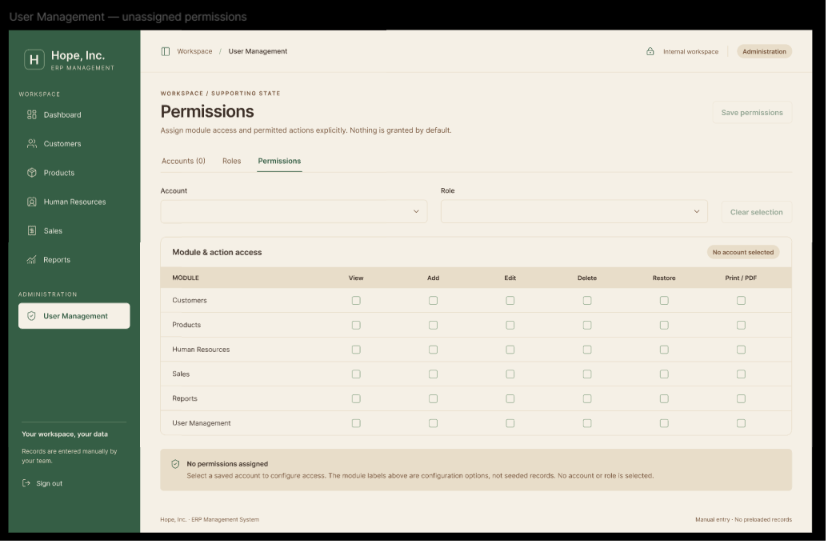 User Management — unassigned permissions
H
Hope, Inc.
ERP MANAGEMENT
WORKSPACE
Dashboard
Customers
Products
Human Resources
Sales
Reports
ADMINISTRATION
User Management
Your workspace, your data
Records are entered manually by
your team.
Sign out
Workspace / User Management
Internal workspace
Administration
WORKSPACE / SUPPORTING STATE
Permissions
Save permissions
Assign module access and permitted actions explicitly. Nothing is granted by default.
Accounts (0) Roles Permissions
Account Role
Clear selection
Module & action access
No account selected
MODULE View Add Edit Delete Restore Print / PDF
Customers
Products
Human Resources
Sales
Reports
User Management
No permissions assigned
Select a saved account to configure access. The module labels above are configuration options, not seeded records. No account or role is selected.
Hope, Inc. · ERP Management System
Manual entry · No preloaded records